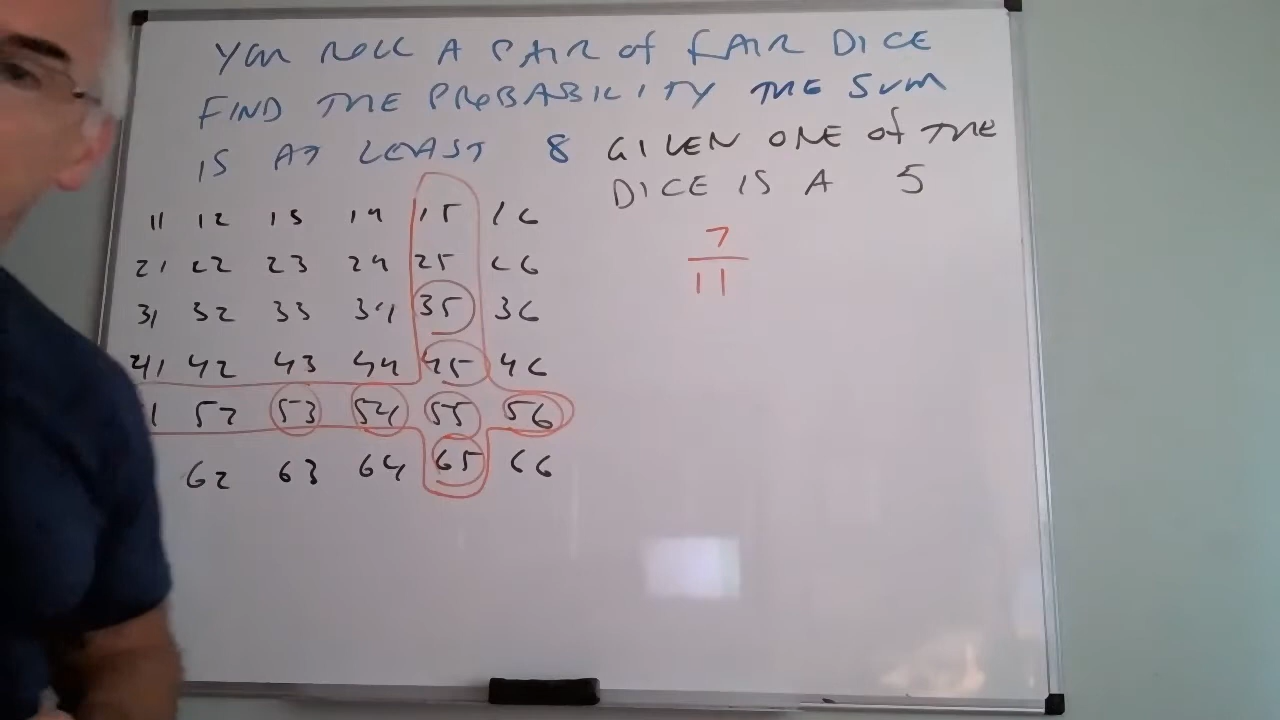 YOU ROLL A PAIR OF FAIR DICE
FIND THE PROBABILITY THE SUM
IS AT LEAST 8 GIVEN ONE OF THE
DICE IS A 5
7
11
11 12 13 14 15 16
21 22 23 24 25 26
31 32 33 34 35 36
41 42 43 44 45 46
1 52 53 54 55 56
62 63 64 65 66